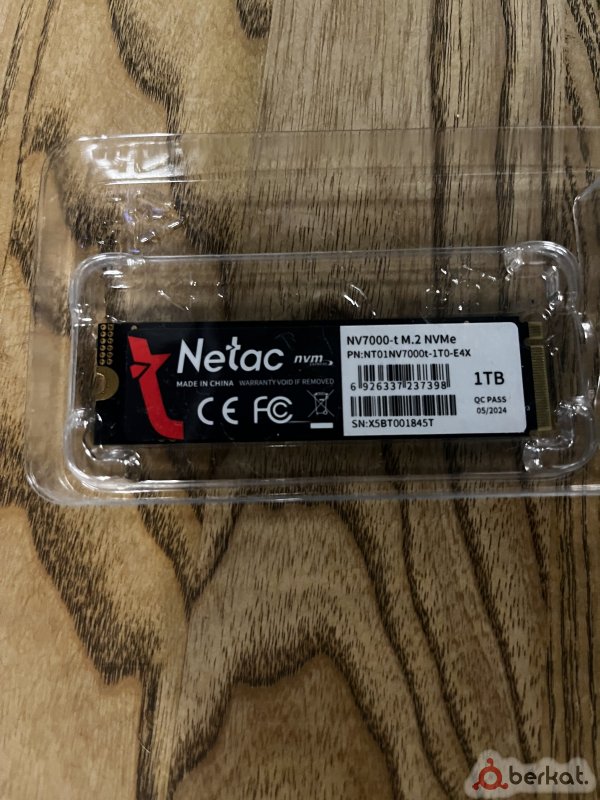 Netac nvm
EXPRESS
MADE IN CHINA WARRANTY VOID IF REMOVED
CE FC
NV7000-t M.2 NVMe
PN:NT01NV7000t-1T0-E4X
6 926337 237398
1TB
QC PASS
05/2024
SN:X5BT001845T
berkat.